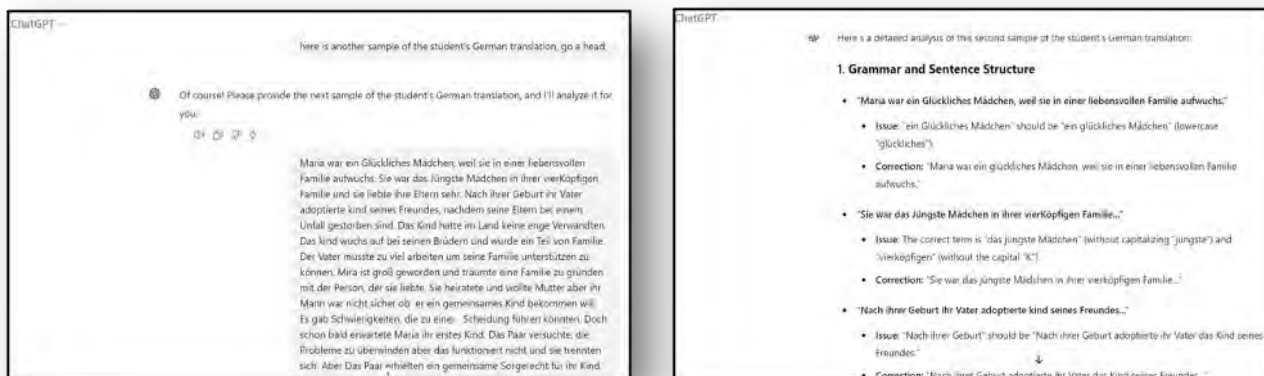 ChatGPT
here is another sample of the student's German translation, go a head.
Of course! Please provide the next sample of the student's German translation, and I'll analyze it for
you.
Maria war ein Glückliches Mädchen, weil sie in einer liebensvollen
Familie aufwuchs. Sie war das Jüngste Mädchen in ihrer vierKöpfigen
Familie und sie liebte ihre Eltern sehr. Nach ihrer Geburt ihr Vater
adoptierte kind seines Freundes, nachdem seine Eltern bei einem
Unfall gestorben sind. Das Kind hatte im Land keine enge Verwandten.
Das kind wuchs auf bei seinen Brüdern und wurde ein Teil von Familie.
Der Vater musste zu viel arbeiten um seine Familie unterstützen zu
können. Mira ist groß geworden und träumte eine Familie zu gründen
mit der Person, der sie liebte. Sie heiratete und wollte Mutter aber ihr
Mann war nicht sicher ob er ein gemeinsames Kind bekommen will.
Es gab Schwierigkeiten, die zu einer Scheidung führen könnten. Doch
schon bald erwartete Maria ihr erstes Kind. Das Paar versuchte, die
Probleme zu überwinden aber das funktioniert nicht und sie trennten
sich. Aber Das Paar erhielten ein gemeinsame Sorgerecht für ihr Kind.
ChatGPT
Here's a detailed analysis of this second sample of the student's German translation:
1. Grammar and Sentence Structure
• "Maria war ein Glückliches Mädchen, weil sie in einer liebensvollen Familie aufwuchs."
• Issue: "ein Glückliches Mädchen" should be "ein glückliches Mädchen" (lowercase
"glückliches").
• Correction: "Maria war ein glückliches Mädchen, weil sie in einer liebensvollen Familie
aufwuchs."
• "Sie war das Jüngste Mädchen in ihrer vierKöpfigen Familie..."
• Issue: The correct term is "das jüngste Mädchen" (without capitalizing "jüngste") and
"vierköpfigen" (without the capital "K").
• Correction: "Sie war das jüngste Mädchen in ihrer vierköpfigen Familie..."
• "Nach ihrer Geburt ihr Vater adoptierte kind seines Freundes..."
• Issue: "Nach ihrer Geburt" should be "Nach ihrer Geburt adoptierte ihr Vater das Kind seines
Freundes."
• Correction: "Nach ihrer Geburt adoptierte ihr Vater das Kind seines Freundes..."